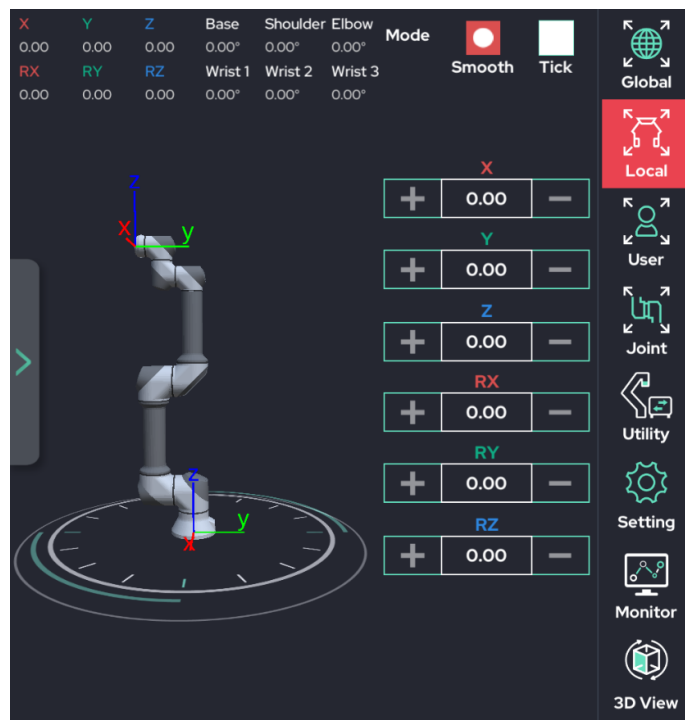 X Y Z Base Shoulder Elbow
0.00 0.00 0.00 0.00° 0.00° 0.00°
RX RY RZ Wrist 1 Wrist 2 Wrist 3
0.00 0.00 0.00 0.00° 0.00° 0.00°
Mode
Smooth Tick
Z
X
y
z
y
X
X
+ 0.00 −
Y
+ 0.00 −
Z
+ 0.00 −
RX
+ 0.00 −
RY
+ 0.00 −
RZ
+ 0.00 −
Global
Local
User
Joint
Utility
Setting
Monitor
3D View